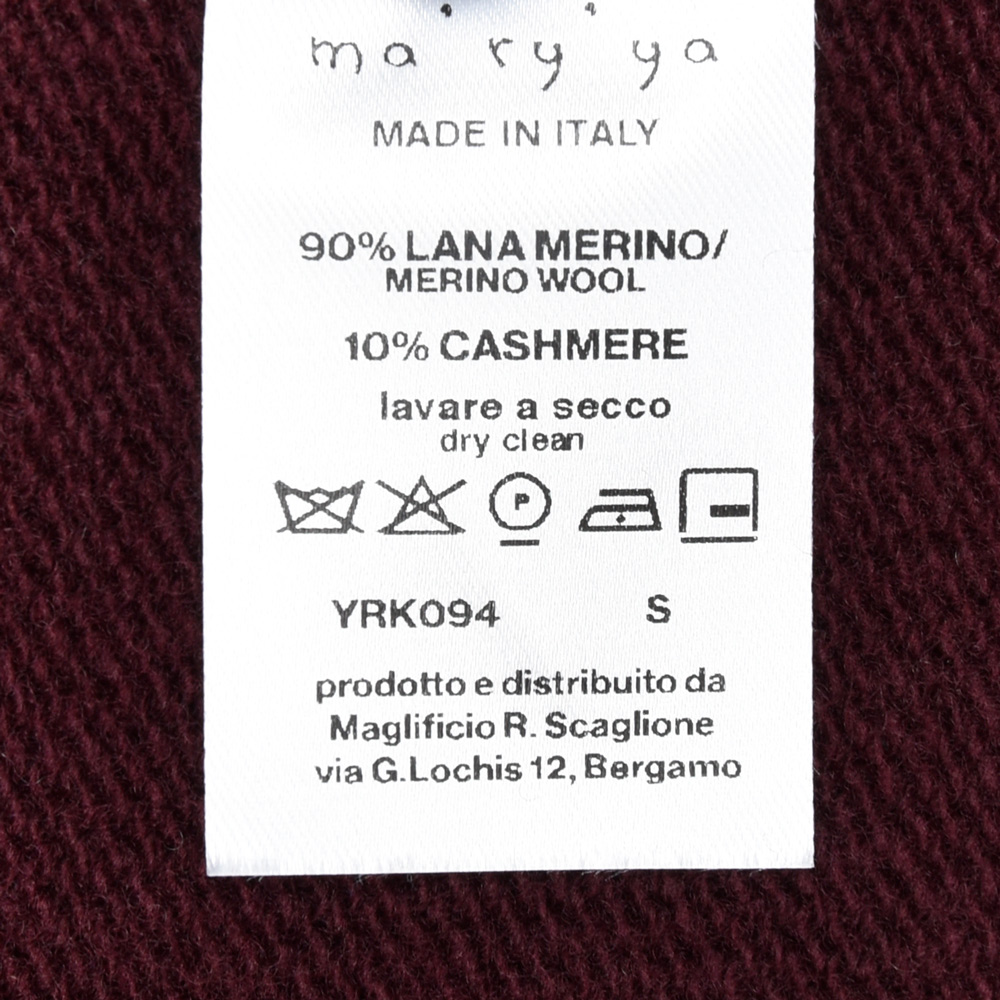 ma ry ya
MADE IN ITALY
90% LANA MERINO/
MERINO WOOL
10% CASHMERE
lavare a secco
dry clean
P
YRK094 S
prodotto e distribuito da
Maglificio R. Scaglione
via G.Lochis 12, Bergamo